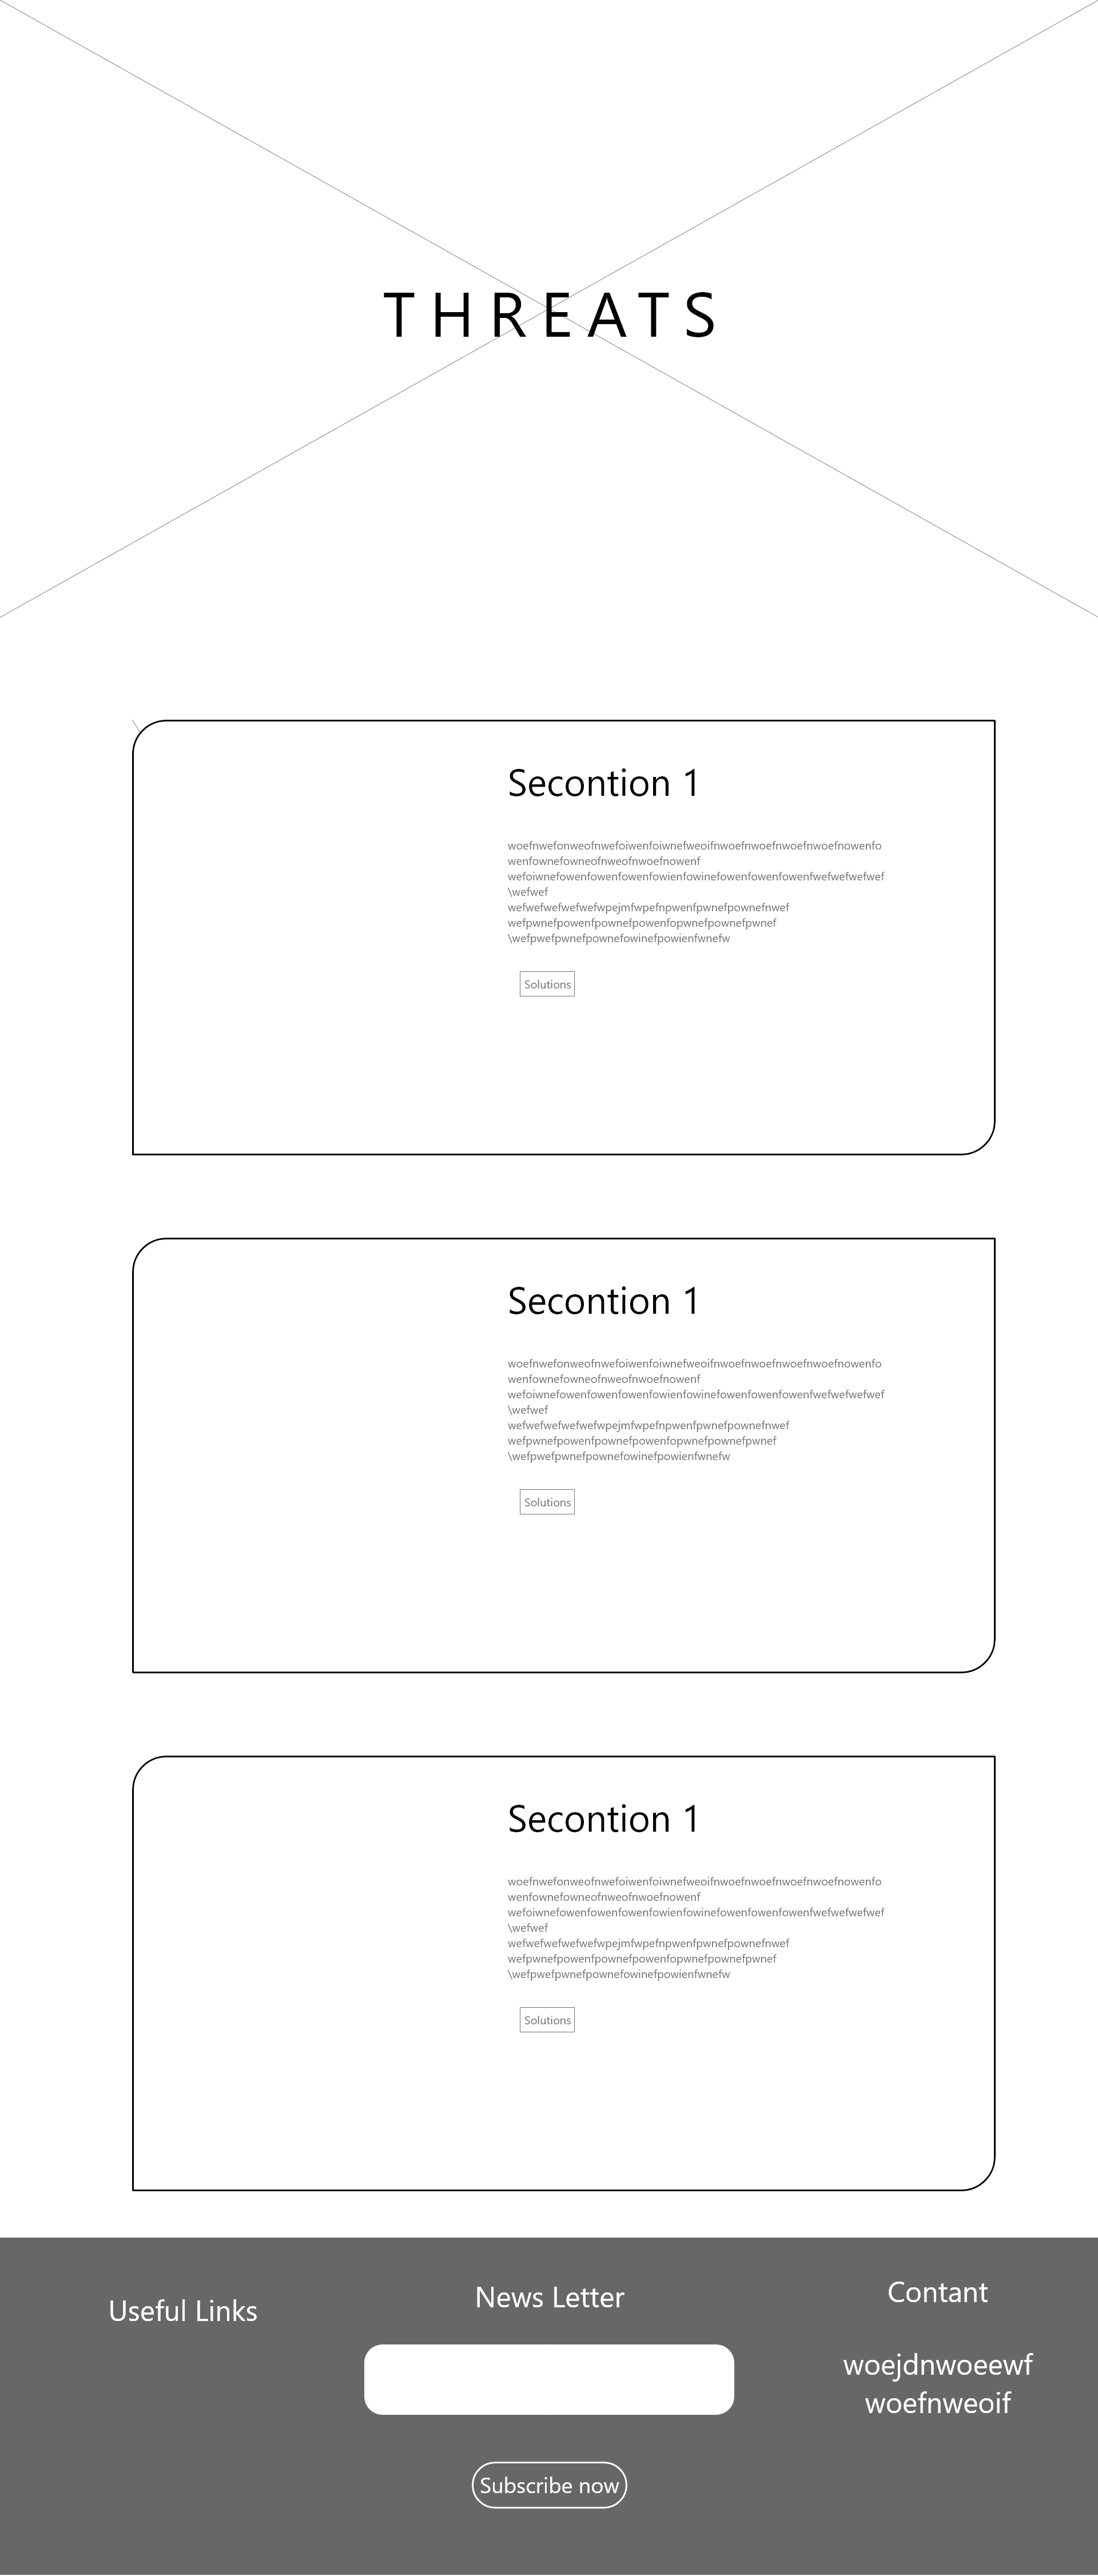 THREATS
Secontion 1
woefnwefonweofnwefoiwenfoiwnefweoifnwoefnwoefnwoefnwoefnowenfo
wenfownefowneofnweofnwoefnowenf
wefoiwnefowenfowenfowenfowienfowinefowenfowenfowenfwefwefwefwef
\wefwef
wefwefwefwefwefwpejmfwpefnpwenfpwnefpownefnwef
wefpwnefpowenfpownefpowenfopwnefpownefpwnef
\wefpwefpwnefpownefowinefpowienfwnefw
Solutions
Secontion 1
woefnwefonweofnwefoiwenfoiwnefweoifnwoefnwoefnwoefnwoefnowenfo
wenfownefowneofnweofnwoefnowenf
wefoiwnefowenfowenfowenfowienfowinefowenfowenfowenfwefwefwefwef
\wefwef
wefwefwefwefwefwpejmfwpefnpwenfpwnefpownefnwef
wefpwnefpowenfpownefpowenfopwnefpownefpwnef
\wefpwefpwnefpownefowinefpowienfwnefw
Solutions
Secontion 1
woefnwefonweofnwefoiwenfoiwnefweoifnwoefnwoefnwoefnwoefnowenfo
wenfownefowneofnweofnwoefnowenf
wefoiwnefowenfowenfowenfowienfowinefowenfowenfowenfwefwefwefwef
\wefwef
wefwefwefwefwefwpejmfwpefnpwenfpwnefpownefnwef
wefpwnefpowenfpownefpowenfopwnefpownefpwnef
\wefpwefpwnefpownefowinefpowienfwnefw
Solutions
Useful Links
News Letter
Subscribe now
Contant
woejdnwoeewf
woefnweoif